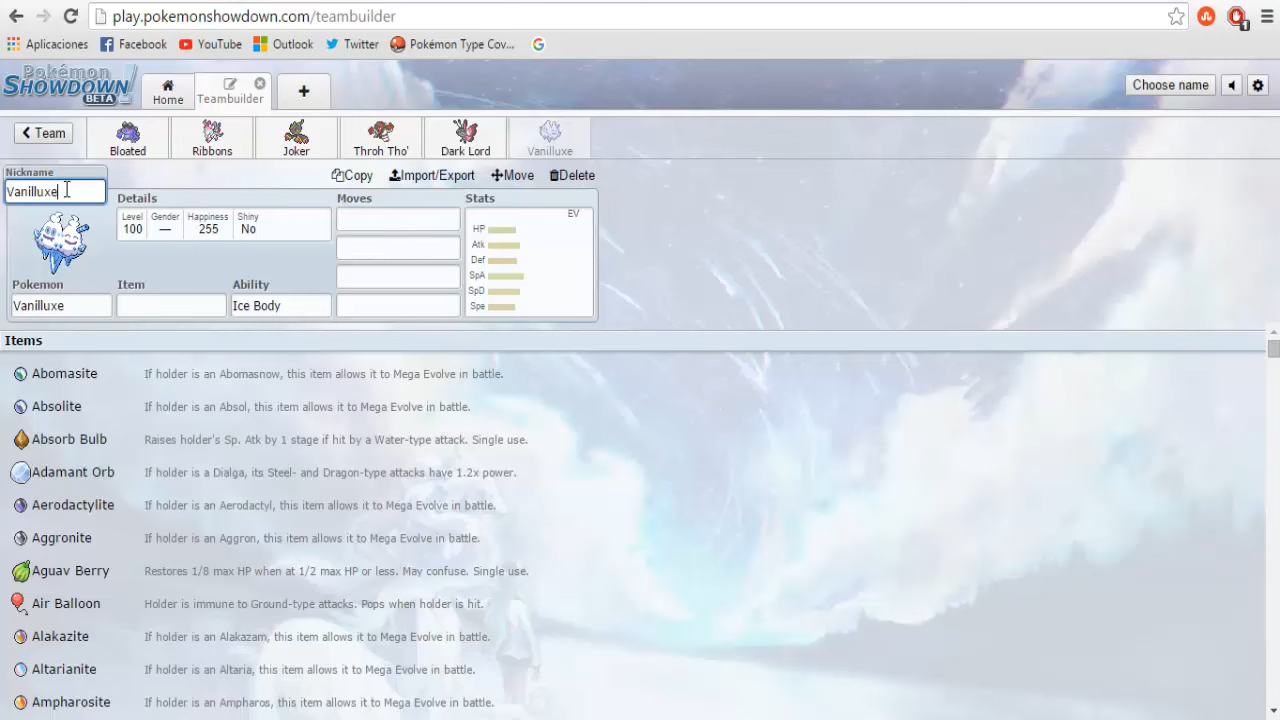 play.pokemonshowdown.com/teambuilder
Aplicaciones Facebook YouTube Outlook Twitter Pokémon Type Cov...
Pokémon
SHOWDOWN!
BETA
Home
Teambuilder
+
Choose name
Team
Bloated
Ribbons
Joker
Throh Tho'
Dark Lord
Vanilluxe
Nickname
Vanilluxe
Copy Import/Export Move Delete
Details
Level Gender Happiness Shiny
100 — 255 No
Moves
Stats
EV
HP
Atk
Def
SpA
SpD
Spe
Pokemon Item Ability
Vanilluxe Ice Body
Items
Abomasite If holder is an Abomasnow, this item allows it to Mega Evolve in battle.
Absolite If holder is an Absol, this item allows it to Mega Evolve in battle.
Absorb Bulb Raises holder's Sp. Atk by 1 stage if hit by a Water-type attack. Single use.
Adamant Orb If holder is a Dialga, its Steel- and Dragon-type attacks have 1.2x power.
Aerodactylite If holder is an Aerodactyl, this item allows it to Mega Evolve in battle.
Aggronite If holder is an Aggron, this item allows it to Mega Evolve in battle.
Aguav Berry Restores 1/8 max HP when at 1/2 max HP or less. May confuse. Single use.
Air Balloon Holder is immune to Ground-type attacks. Pops when holder is hit.
Alakazite If holder is an Alakazam, this item allows it to Mega Evolve in battle.
Altarianite If holder is an Altaria, this item allows it to Mega Evolve in battle.
Ampharosite If holder is an Ampharos, this item allows it to Mega Evolve in battle.